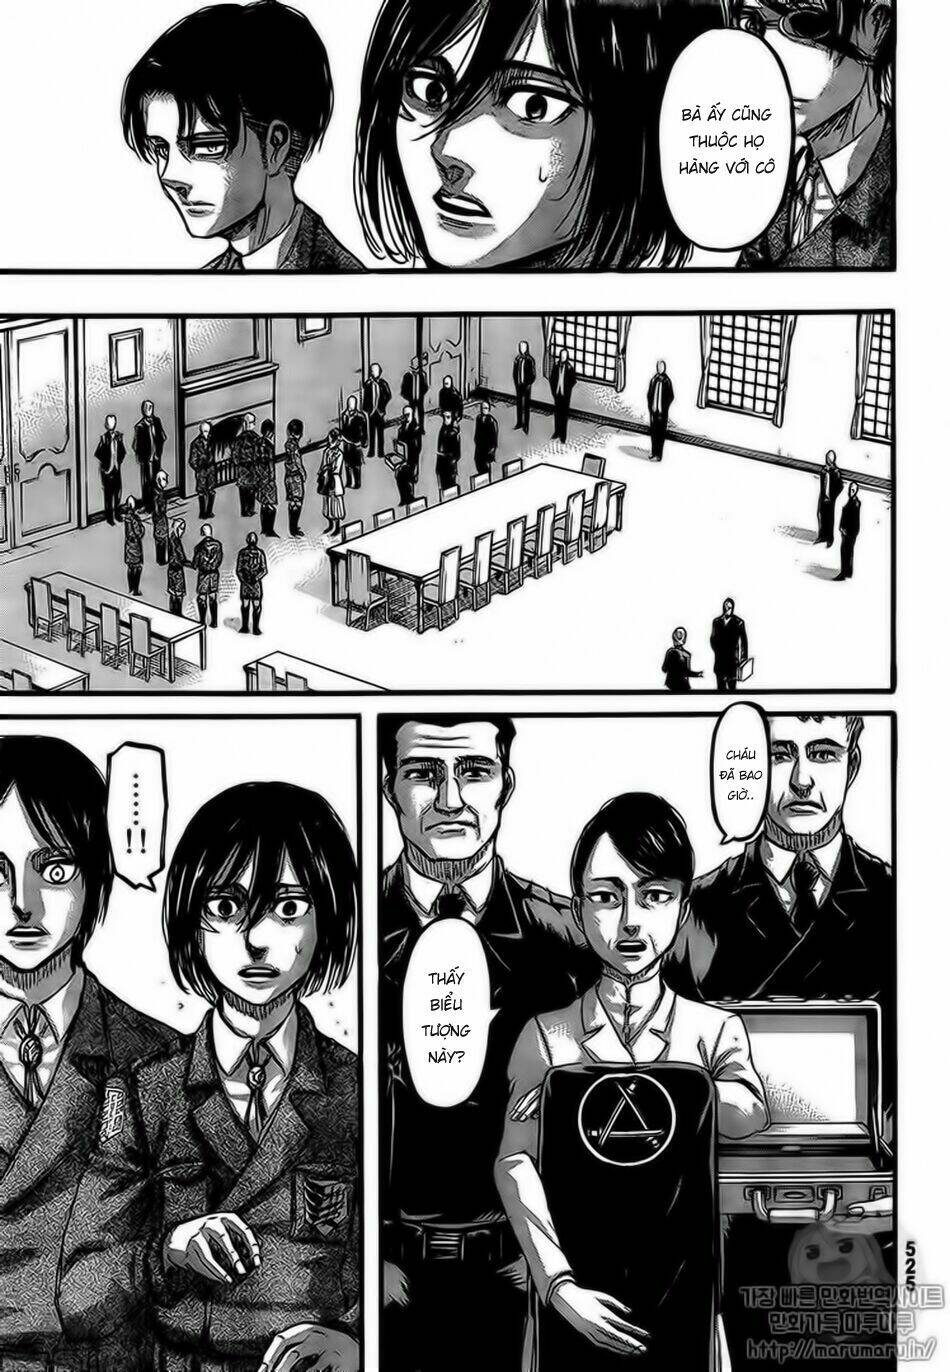 BÀ ẤY CŨNG
THUỘC HỌ
HÀNG VỚI CÔ
CHÁU
ĐÃ BAO
GIỜ..
THẤY
BIỂU
TƯỢNG
NÀY?
......!!
525
가장 빠른 만화번역사이트
만화가득 마루마루
http://marumaru.in/